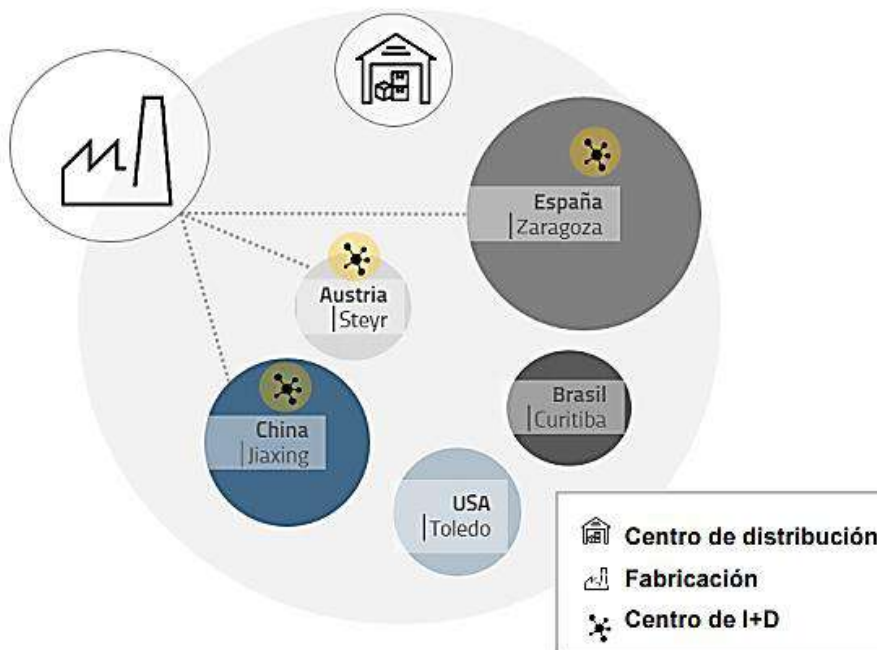 España
Zaragoza
Austria
Steyr
Brasil
Curitiba
China
Jiaxing
USA
Toledo
Centro de distribución
Fabricación
Centro de I+D